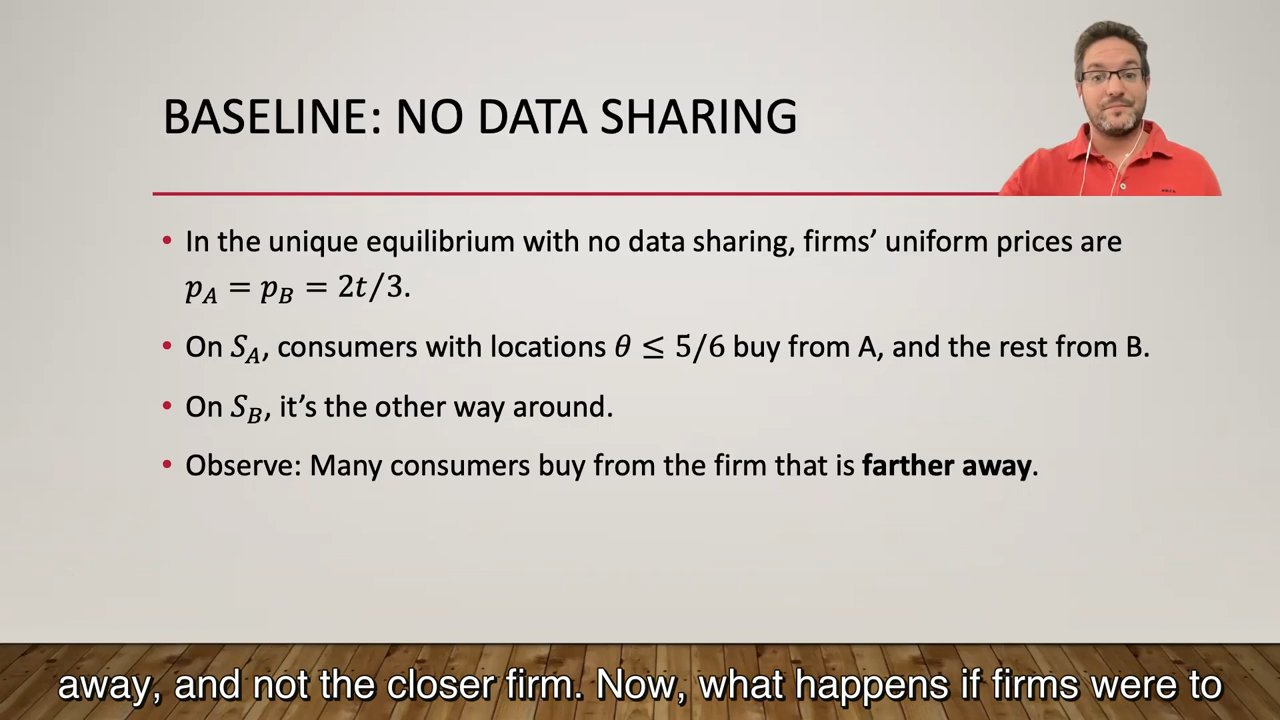 BASELINE: NO DATA SHARING
• In the unique equilibrium with no data sharing, firms’ uniform prices are
p_A = p_B = 2t/3.
• On S_A, consumers with locations θ ≤ 5/6 buy from A, and the rest from B.
• On S_B, it’s the other way around.
• Observe: Many consumers buy from the firm that is farther away.
away, and not the closer firm. Now, what happens if firms were to